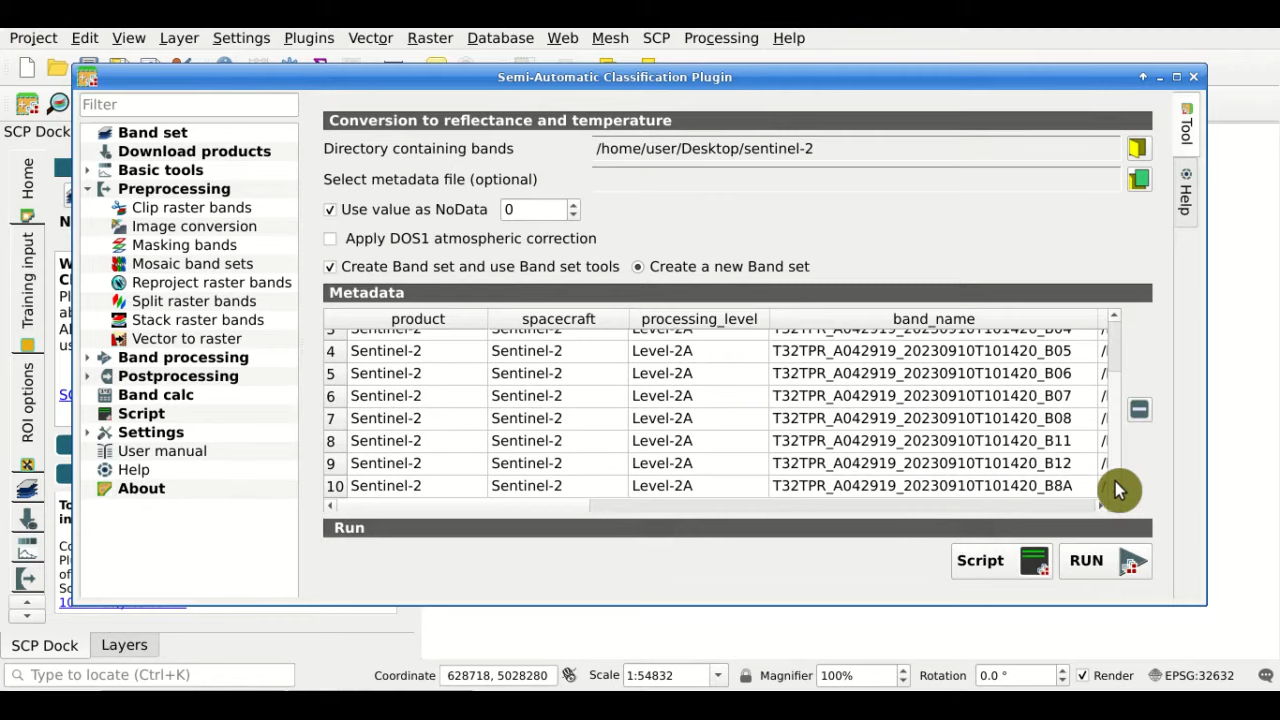 Project Edit View Layer Settings Plugins Vector Raster Database Web Mesh SCP Processing Help
Semi-Automatic Classification Plugin
Filter
SCP Dock
Home
Training input
ROI options
Band set
Download products
Basic tools
Preprocessing
Clip raster bands
Image conversion
Masking bands
Mosaic band sets
Reproject raster bands
Split raster bands
Stack raster bands
Vector to raster
Band processing
Postprocessing
Band calc
Script
Settings
User manual
Help
About
Conversion to reflectance and temperature
Directory containing bands /home/user/Desktop/sentinel-2
Select metadata file (optional)
Use value as NoData 0
Apply DOS1 atmospheric correction
Create Band set and use Band set tools Create a new Band set
Metadata
product spacecraft processing_level band_name
3 Sentinel-2 Sentinel-2 Level-2A T32TPR_A042919_20230910T101420_B04
4 Sentinel-2 Sentinel-2 Level-2A T32TPR_A042919_20230910T101420_B05
5 Sentinel-2 Sentinel-2 Level-2A T32TPR_A042919_20230910T101420_B06
6 Sentinel-2 Sentinel-2 Level-2A T32TPR_A042919_20230910T101420_B07
7 Sentinel-2 Sentinel-2 Level-2A T32TPR_A042919_20230910T101420_B08
8 Sentinel-2 Sentinel-2 Level-2A T32TPR_A042919_20230910T101420_B11
9 Sentinel-2 Sentinel-2 Level-2A T32TPR_A042919_20230910T101420_B12
10 Sentinel-2 Sentinel-2 Level-2A T32TPR_A042919_20230910T101420_B8A
Run
Script RUN
Tool
Help
SCP Dock Layers
Type to locate (Ctrl+K) Coordinate 628718, 5028280 Scale 1:54832 Magnifier 100% Rotation 0.0 ° Render EPSG:32632